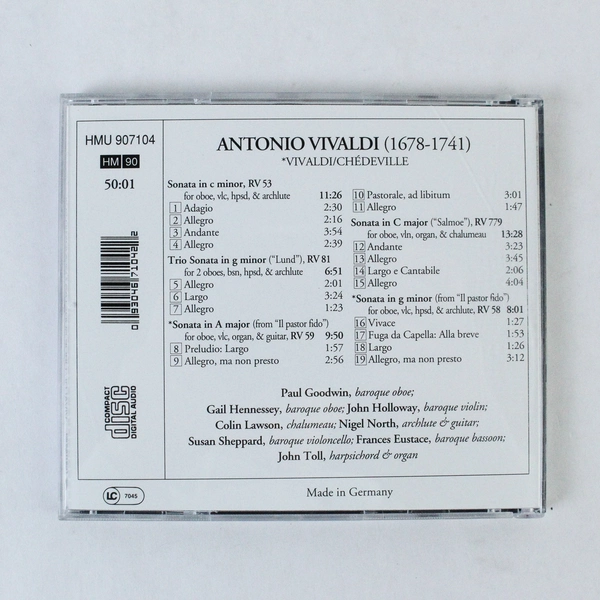 HMU 907104
HM 90
50:01
0 93046 71042 2
COMPACT
disc
DIGITAL AUDIO
ANTONIO VIVALDI (1678-1741)
*VIVALDI/CHÉDEVILLE
Sonata in c minor, RV 53
for oboe, vlc, hpsd, & archlute 11:26
1 Adagio 2:30
2 Allegro 2:16
3 Andante 3:54
4 Allegro 2:39
Trio Sonata in g minor ("Lund"), RV 81
for 2 oboes, bsn, hpsd, & archlute 6:51
5 Allegro 2:01
6 Largo 3:24
7 Allegro 1:23
*Sonata in A major (from "Il pastor fido")
for oboe, vlc, organ, & guitar, RV 59 9:50
8 Preludio: Largo 1:57
9 Allegro, ma non presto 2:56
10 Pastorale, ad libitum 3:01
11 Allegro 1:47
Sonata in C major ("Salmoe"), RV 779
for oboe, vln, organ, & chalumeau 13:28
12 Andante 3:23
13 Allegro 3:45
14 Largo e Cantabile 2:06
15 Allegro 4:04
*Sonata in g minor (from "Il pastor fido")
for oboe, vlc, hpsd, & archlute, RV 58 8:01
16 Vivace 1:27
17 Fuga da Capella: Alla breve 1:53
18 Largo 1:26
19 Allegro, ma non presto 3:12
Paul Goodwin, baroque oboe;
Gail Hennessey, baroque oboe; John Holloway, baroque violin;
Colin Lawson, chalumeau; Nigel North, archlute & guitar;
Susan Sheppard, baroque violoncello; Frances Eustace, baroque bassoon;
John Toll, harpsichord & organ
LC 7045
Made in Germany